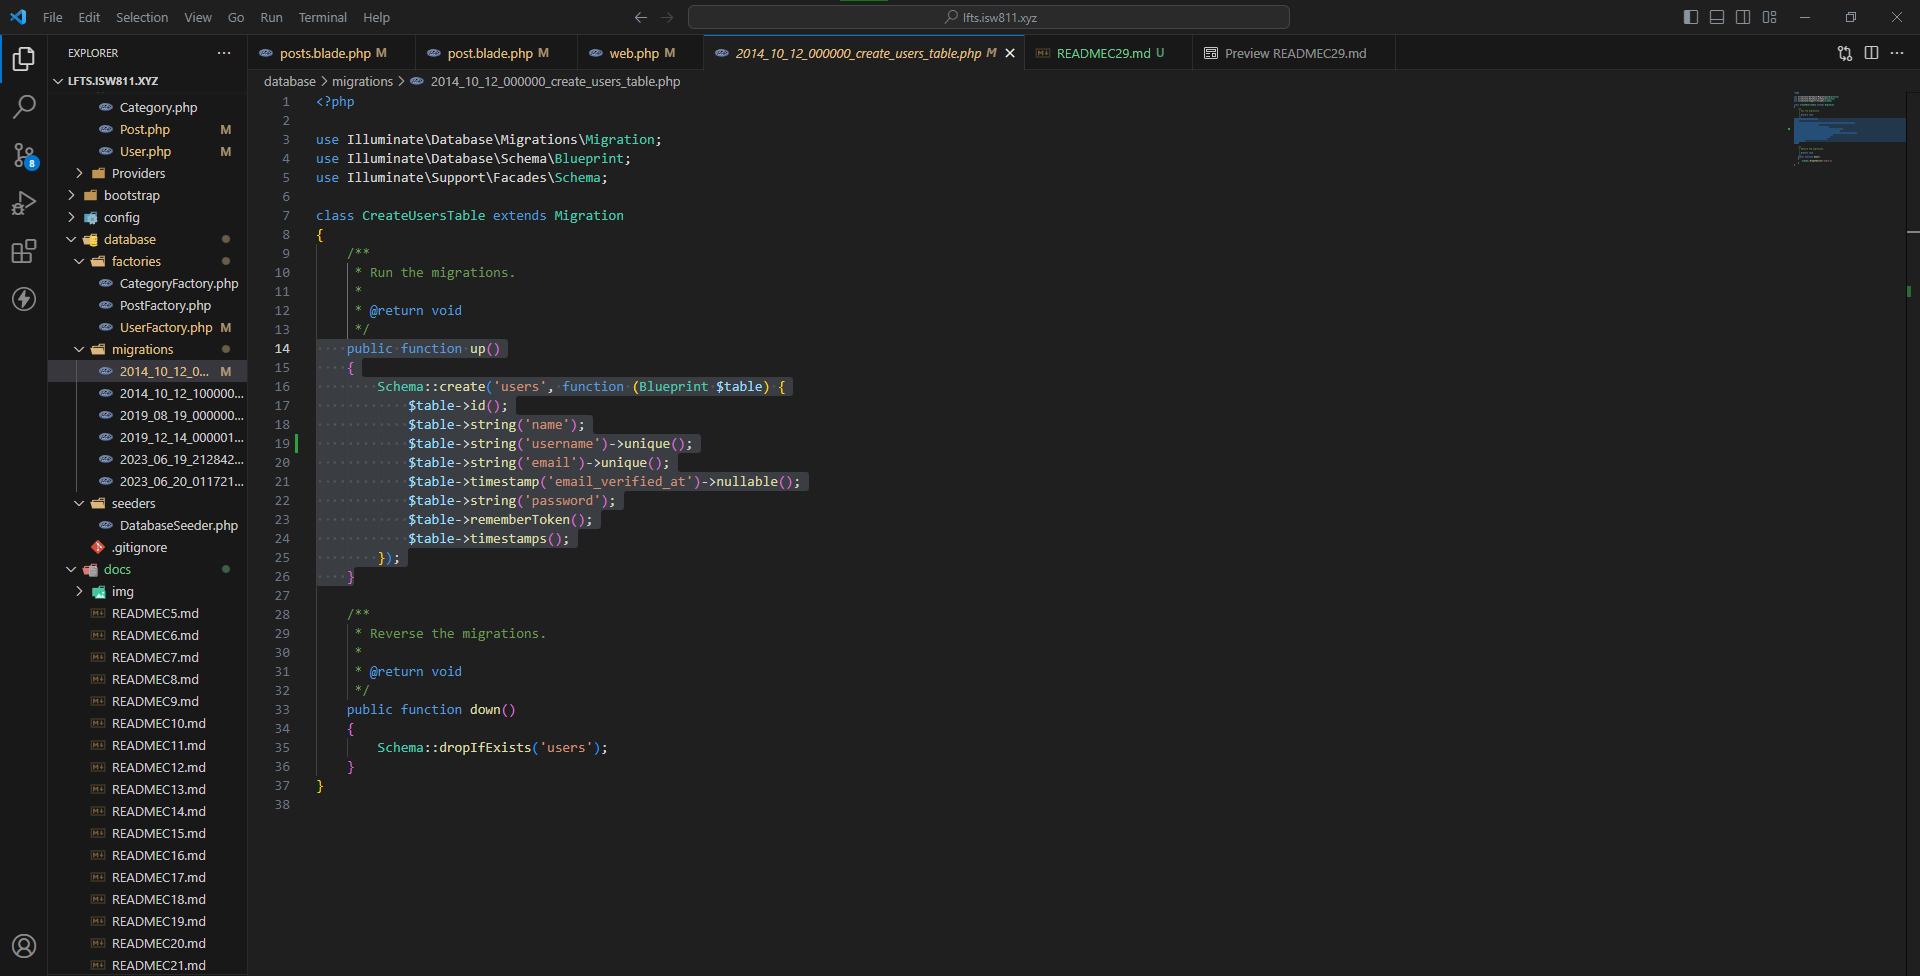 File Edit Selection View Go Run Terminal Help
lfts.isw811.xyz
EXPLORER
posts.blade.php M
post.blade.php M
web.php M
2014_10_12_000000_create_users_table.php M
READMEC29.md U
Preview READMEC29.md
LFTS.ISW811.XYZ
database > migrations > 2014_10_12_000000_create_users_table.php
Category.php
Post.php M
User.php M
Providers
bootstrap
config
database
factories
CategoryFactory.php
PostFactory.php
UserFactory.php M
migrations
2014_10_12_0... M
2014_10_12_100000...
2019_08_19_000000...
2019_12_14_000001...
2023_06_19_212842...
2023_06_20_011721...
seeders
DatabaseSeeder.php
.gitignore
docs
img
READMEC5.md
READMEC6.md
READMEC7.md
READMEC8.md
READMEC9.md
READMEC10.md
READMEC11.md
READMEC12.md
READMEC13.md
READMEC14.md
READMEC15.md
READMEC16.md
READMEC17.md
READMEC18.md
READMEC19.md
READMEC20.md
READMEC21.md
8
1 <?php
2
3 use Illuminate\Database\Migrations\Migration;
4 use Illuminate\Database\Schema\Blueprint;
5 use Illuminate\Support\Facades\Schema;
6
7 class CreateUsersTable extends Migration
8 {
9 /**
10 * Run the migrations.
11 *
12 * @return void
13 */
14 public function up()
15 {
16 Schema::create('users', function (Blueprint $table) {
17 $table->id();
18 $table->string('name');
19 $table->string('username')->unique();
20 $table->string('email')->unique();
21 $table->timestamp('email_verified_at')->nullable();
22 $table->string('password');
23 $table->rememberToken();
24 $table->timestamps();
25 });
26 }
27
28 /**
29 * Reverse the migrations.
30 *
31 * @return void
32 */
33 public function down()
34 {
35 Schema::dropIfExists('users');
36 }
37 }
38